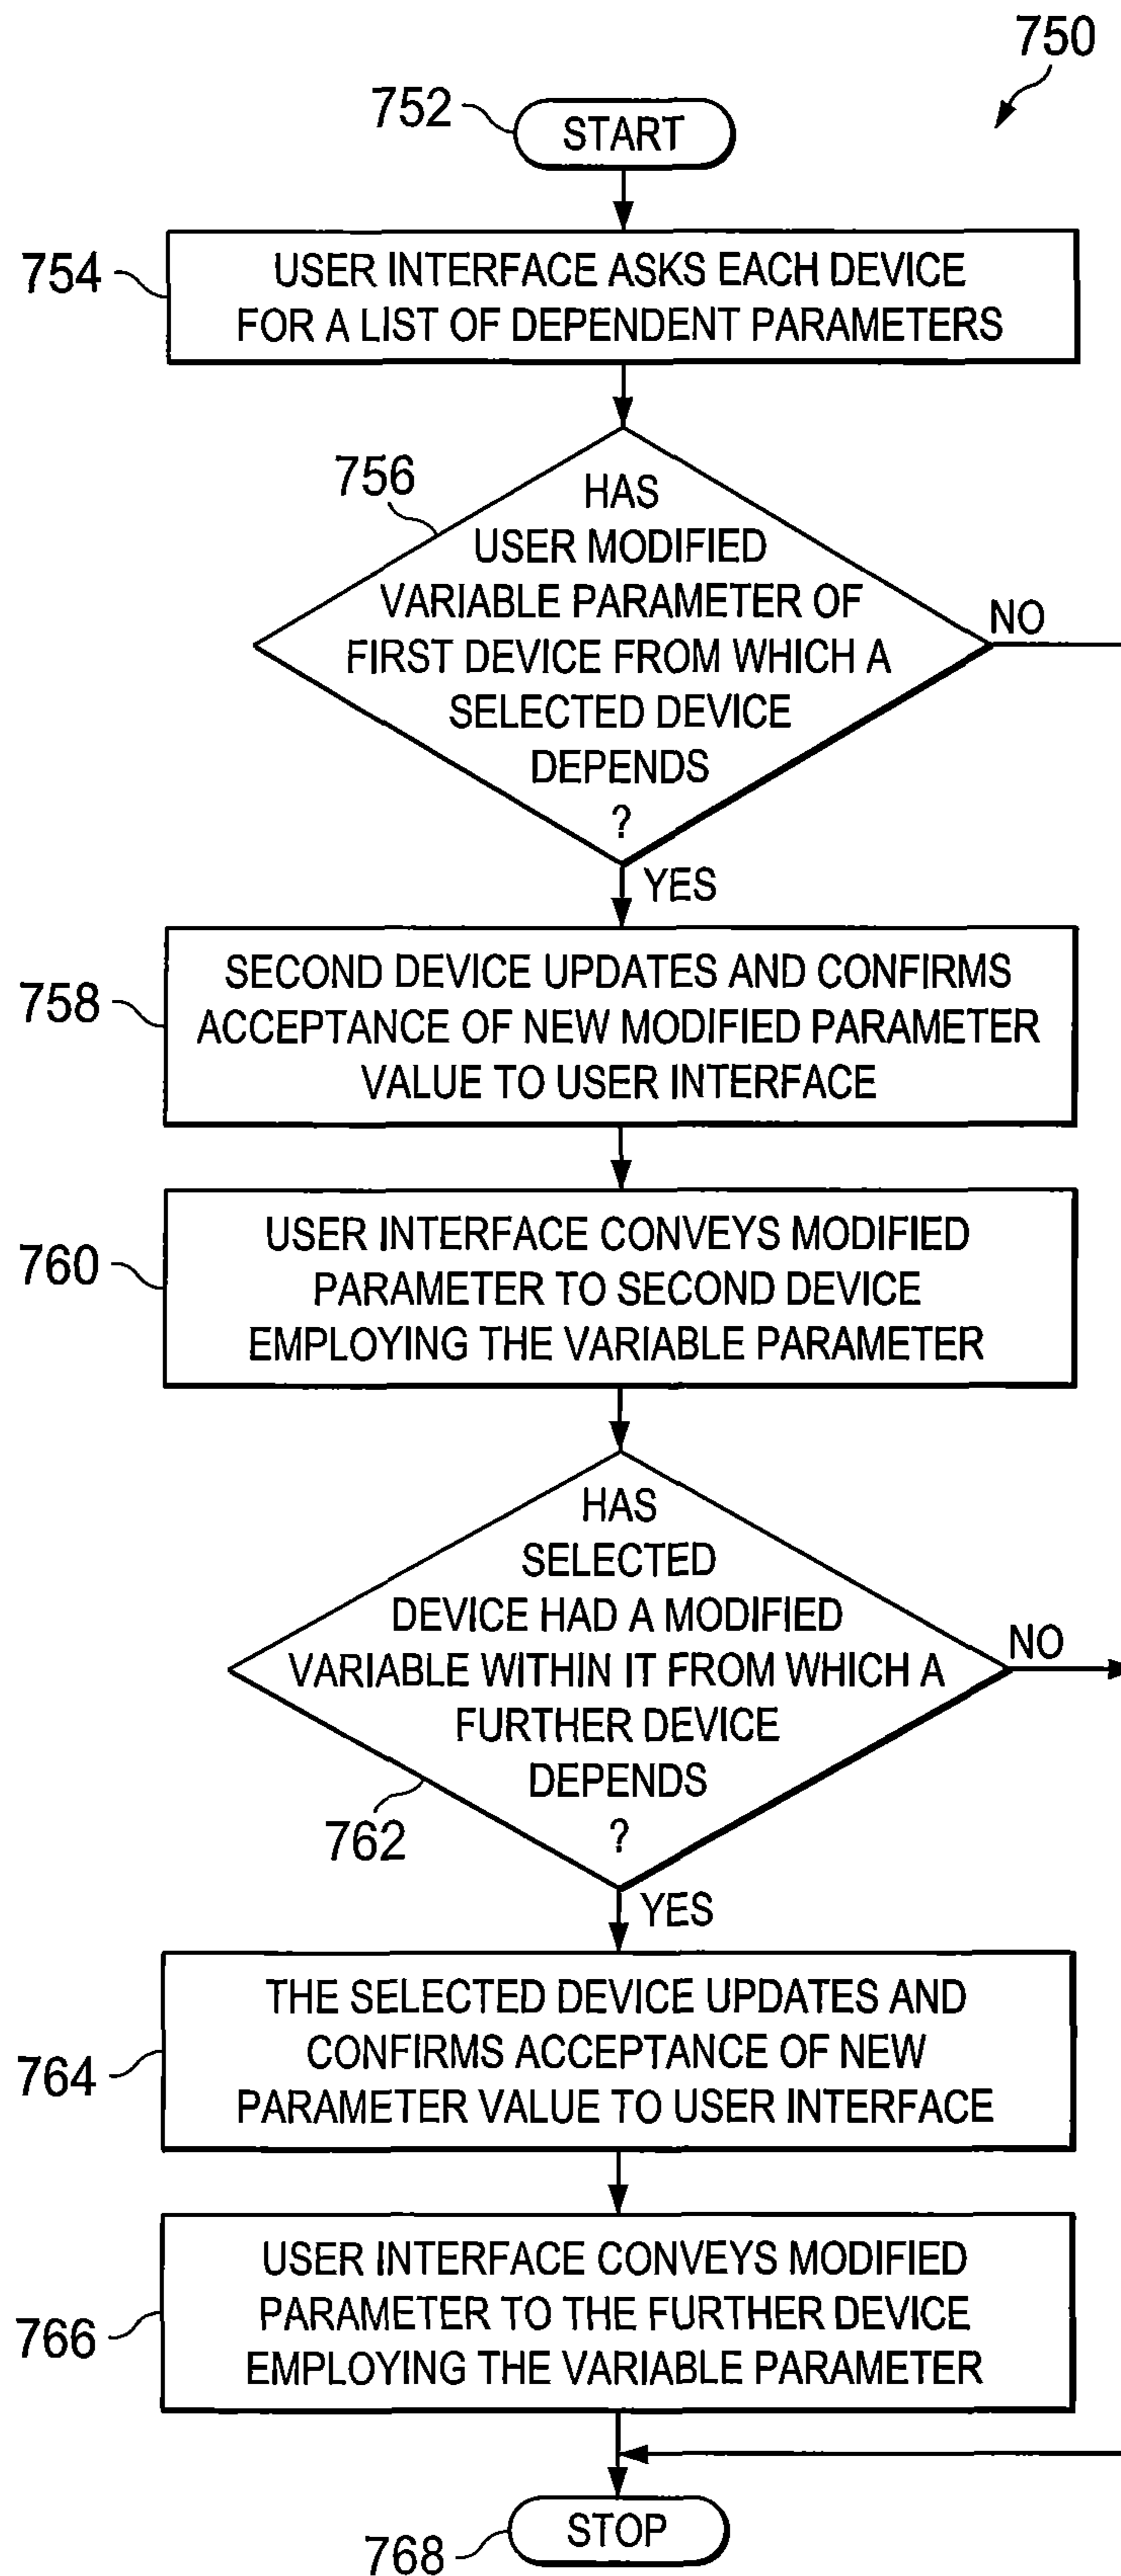 750
752
START
754
USER INTERFACE ASKS EACH DEVICE
FOR A LIST OF DEPENDENT PARAMETERS
756
HAS
USER MODIFIED
VARIABLE PARAMETER OF
FIRST DEVICE FROM WHICH A
SELECTED DEVICE
DEPENDS
?
NO
YES
758
SECOND DEVICE UPDATES AND CONFIRMS
ACCEPTANCE OF NEW MODIFIED PARAMETER
VALUE TO USER INTERFACE
760
USER INTERFACE CONVEYS MODIFIED
PARAMETER TO SECOND DEVICE
EMPLOYING THE VARIABLE PARAMETER
HAS
SELECTED
DEVICE HAD A MODIFIED
VARIABLE WITHIN IT FROM WHICH A
FURTHER DEVICE
DEPENDS
?
NO
762
YES
764
THE SELECTED DEVICE UPDATES AND
CONFIRMS ACCEPTANCE OF NEW
PARAMETER VALUE TO USER INTERFACE
766
USER INTERFACE CONVEYS MODIFIED
PARAMETER TO THE FURTHER DEVICE
EMPLOYING THE VARIABLE PARAMETER
768
STOP